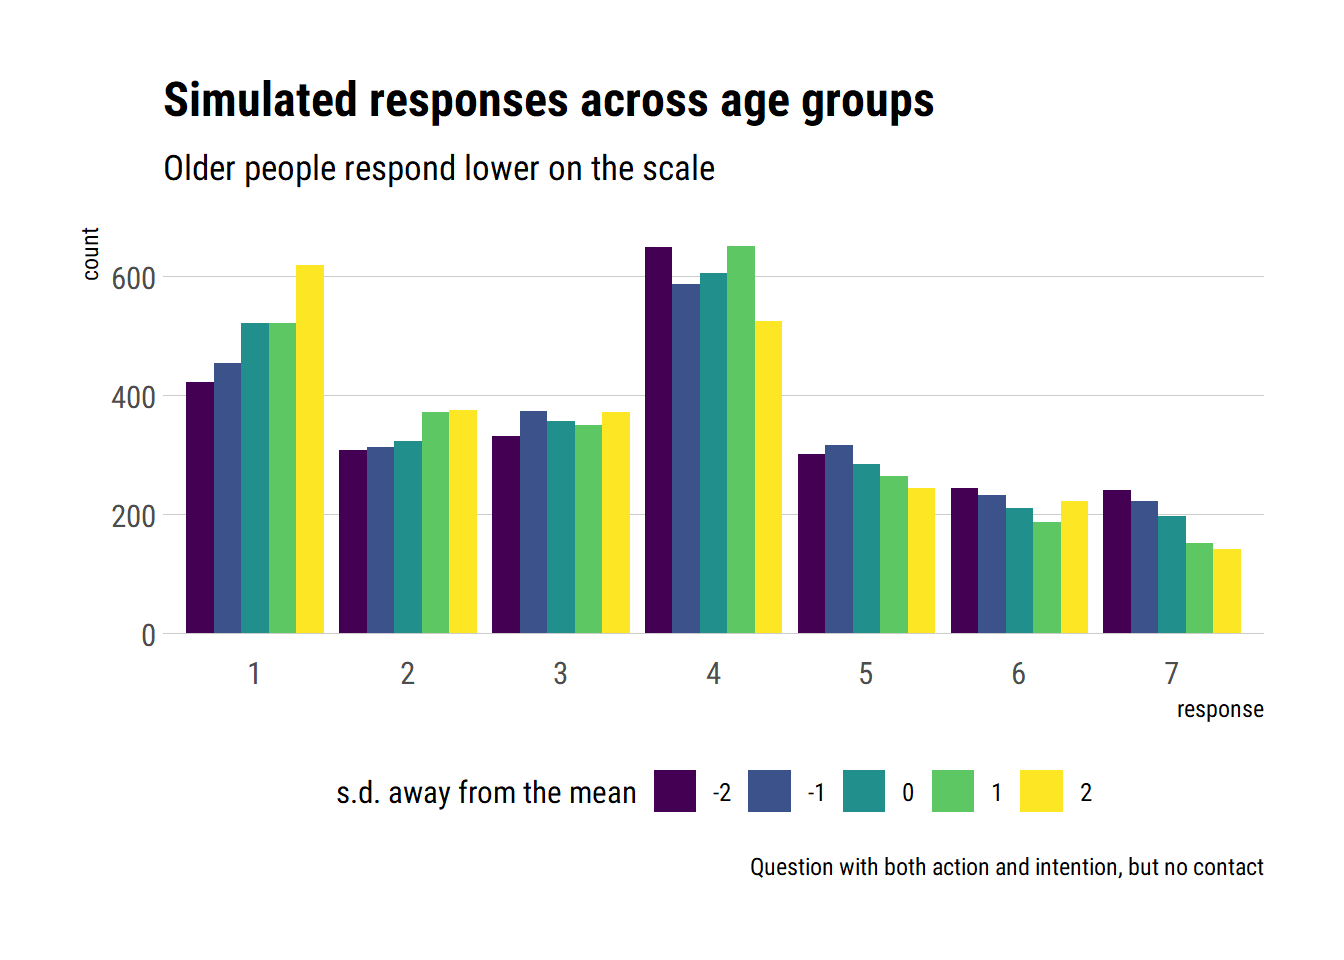 Simulated responses across age groups
Older people respond lower on the scale
count
600
400
200
0
1 2 3 4 5 6 7
response
s.d. away from the mean -2 -1 0 1 2
Question with both action and intention, but no contact